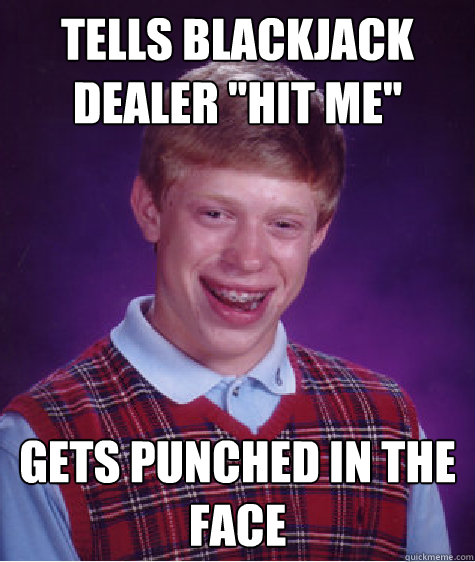 TELLS BLACKJACK
DEALER "HIT ME"
GETS PUNCHED IN THE
FACE
quickmeme.com